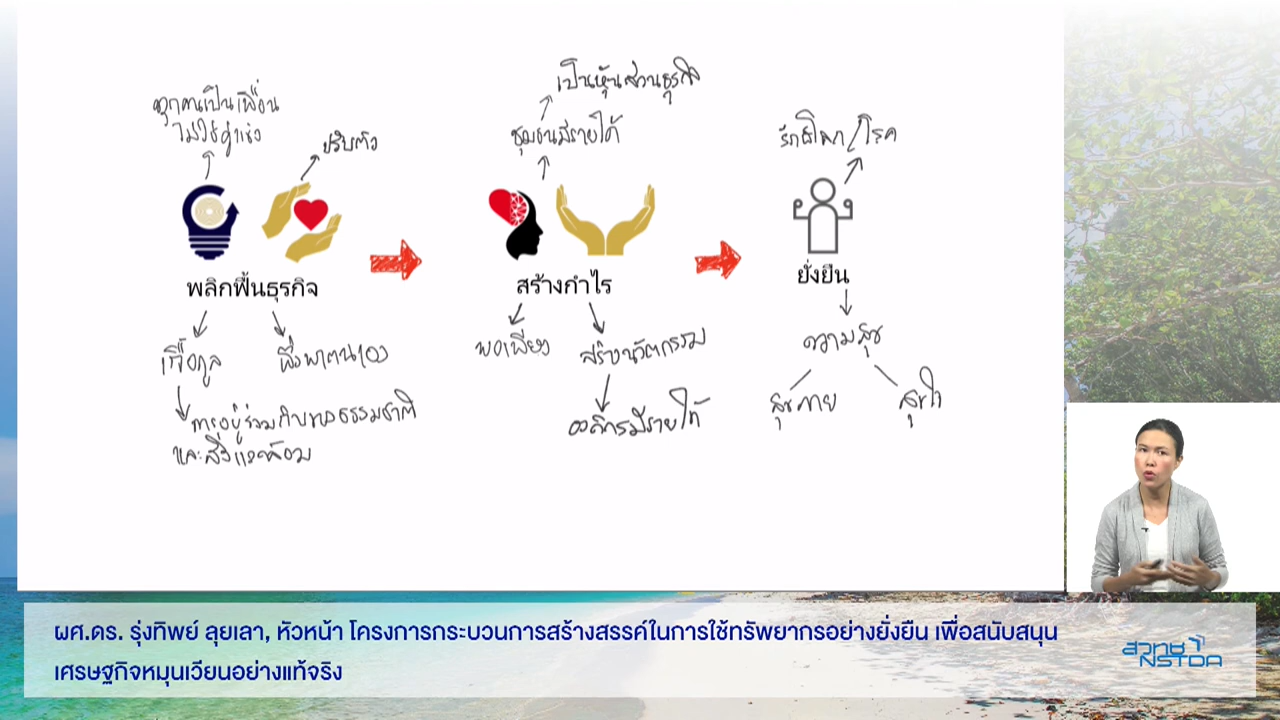 ทุกคนเป็นเพื่อน
ไม่ใช่คู่แข่ง
ปรับตัว
พลิกฟื้นธุรกิจ
เกื้อกูล
พึ่งพาตนเอง
การอยู่ร่วมกับของธรรมชาติ
และสิ่งแวดล้อม
เป็นหุ้นส่วนธุรกิจ
ชุมชนมีรายได้
สร้างกำไร
พอเพียง
สร้างนวัตกรรม
องค์กรมีรายได้
รักษ์โลก/โรค
ยั่งยืน
ความสุข
สุขกาย
สุขใจ
ผศ.ดร. รุ่งทิพย์ ลุยเลา, หัวหน้า โครงการกระบวนการสร้างสรรค์ในการใช้ทรัพยากรอย่างยั่งยืน เพื่อสนับสนุน
เศรษฐกิจหมุนเวียนอย่างแท้จริง
สวทช
NSTDA